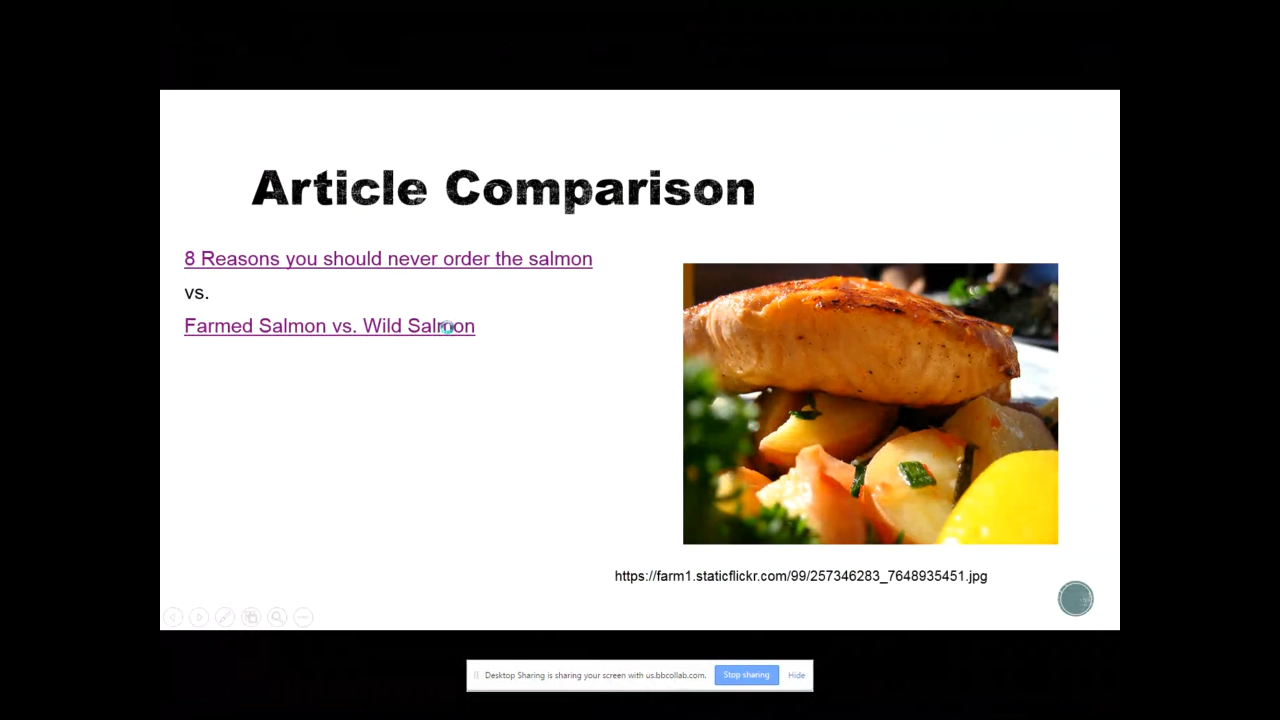 Article Comparison
8 Reasons you should never order the salmon
vs.
Farmed Salmon vs. Wild Salmon
https://farm1.staticflickr.com/99/257346283_7648935451.jpg
Desktop Sharing is sharing your screen with us.bbcollab.com.
Stop sharing
Hide